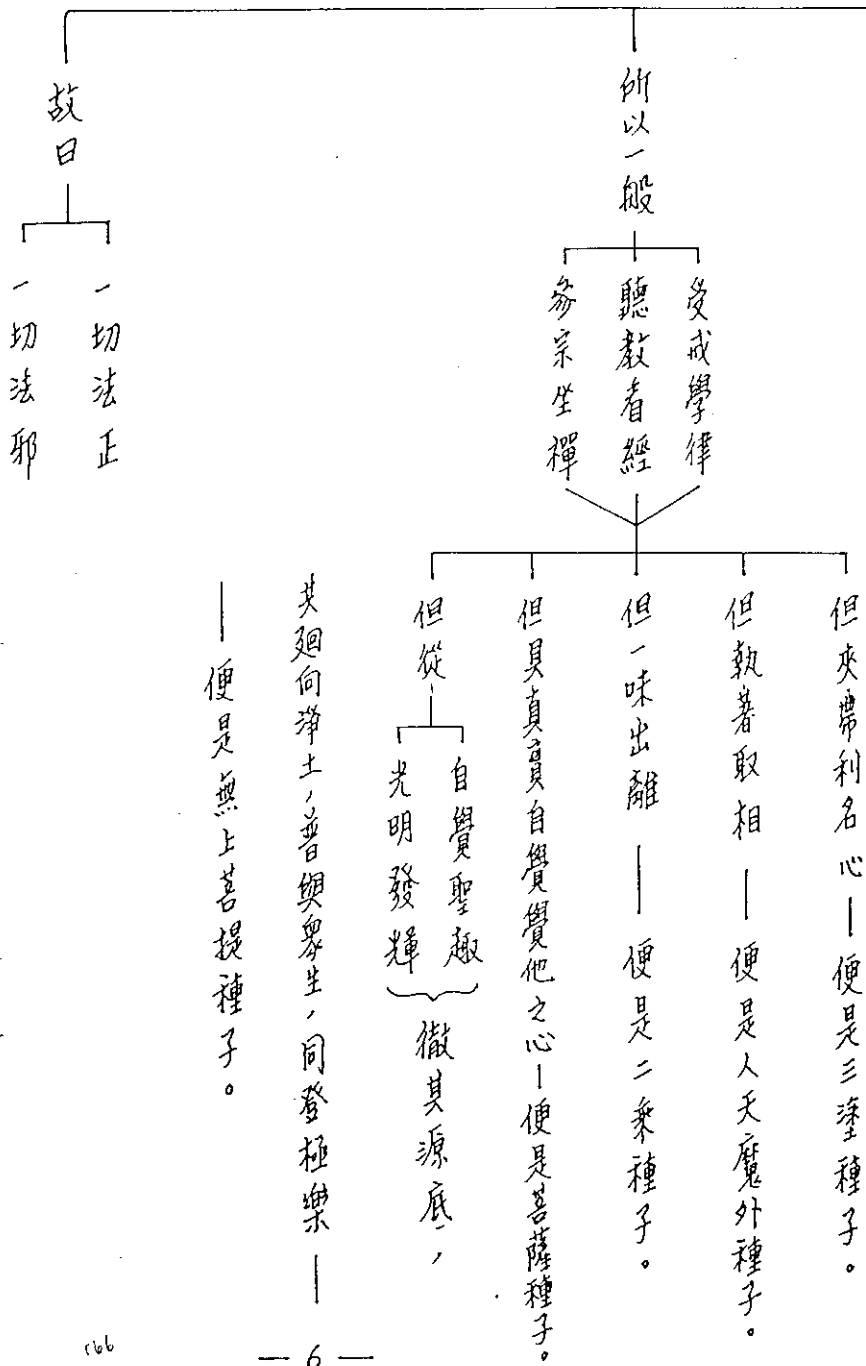 所以一般
受戒學律
聽教看經
參宗坐禪
但夾帶利名心——便是三塗種子。
但執著取相——便是人天魔外種子。
但一味出離——便是二乘種子。
但具真實自覺覺他之心——便是菩薩種子。
但從
自覺聖趣
光明發輝
徹其源底,
共廻向淨土,普與眾生,同登極樂——
——便是無上菩提種子。
故曰
一切法正
一切法邪
— 6 —
166